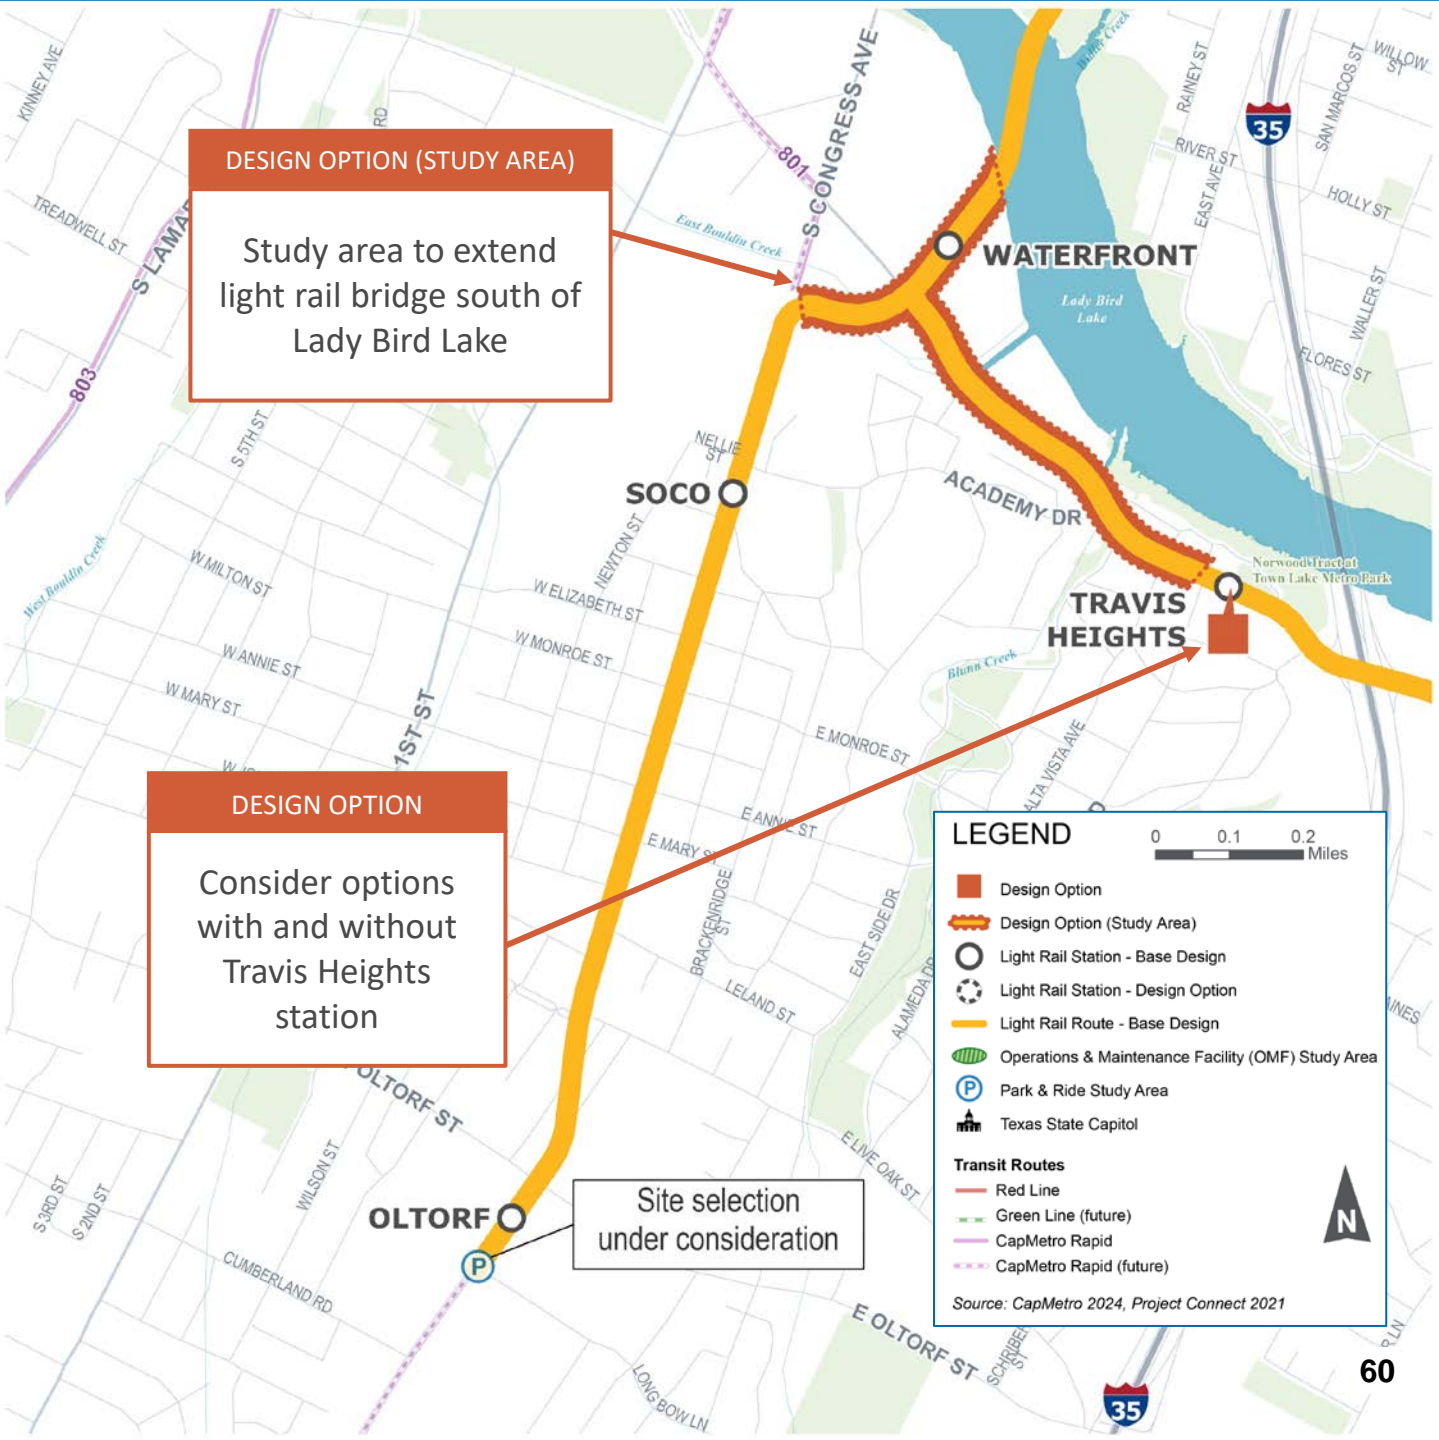 KINNEY AVE
RD
TREADWELL ST
S LAMAR
803
DESIGN OPTION (STUDY AREA)
Study area to extend
light rail bridge south of
Lady Bird Lake
801
S CONGRESS AVE
East Bouldin Creek
Waller Creek
RAINEY ST
35
SAN MARCOS ST
WILLOW
ST
RIVER ST
EAST AVE
HOLLY ST
WALLER ST
FLORES ST
WATERFRONT
Lady Bird
Lake
S 5TH ST
NELLIE
ST
SOCO
ACADEMY DR
NEWTON ST
West Bouldin Creek
W MILTON ST
W ELIZABETH ST
W MONROE ST
W ANNIE ST
W MARY ST
1ST ST
Norwood Tract at
Town Lake Metro Park
TRAVIS
HEIGHTS
Blunn Creek
E MONROE ST
ALTA VISTA AVE
E ANNIE ST
E MARY ST
BRACKENRIDGE
ST
EAST SIDE DR
LELAND ST
ALAMEDA DR
DESIGN OPTION
Consider options
with and without
Travis Heights
station
OLTORF ST
WILSON ST
S 3RD ST
S 2ND ST
CUMBERLAND RD
OLTORF
P
Site selection
under consideration
E LIVE OAK ST
E OLTORF ST
SCHRIBER
ST
LONG BOW LN
35
LEGEND
0 0.1 0.2
Miles
Design Option
Design Option (Study Area)
Light Rail Station - Base Design
Light Rail Station - Design Option
Light Rail Route - Base Design
Operations & Maintenance Facility (OMF) Study Area
P Park & Ride Study Area
Texas State Capitol
Transit Routes
Red Line
Green Line (future)
CapMetro Rapid
CapMetro Rapid (future)
Source: CapMetro 2024, Project Connect 2021
N
LN
60